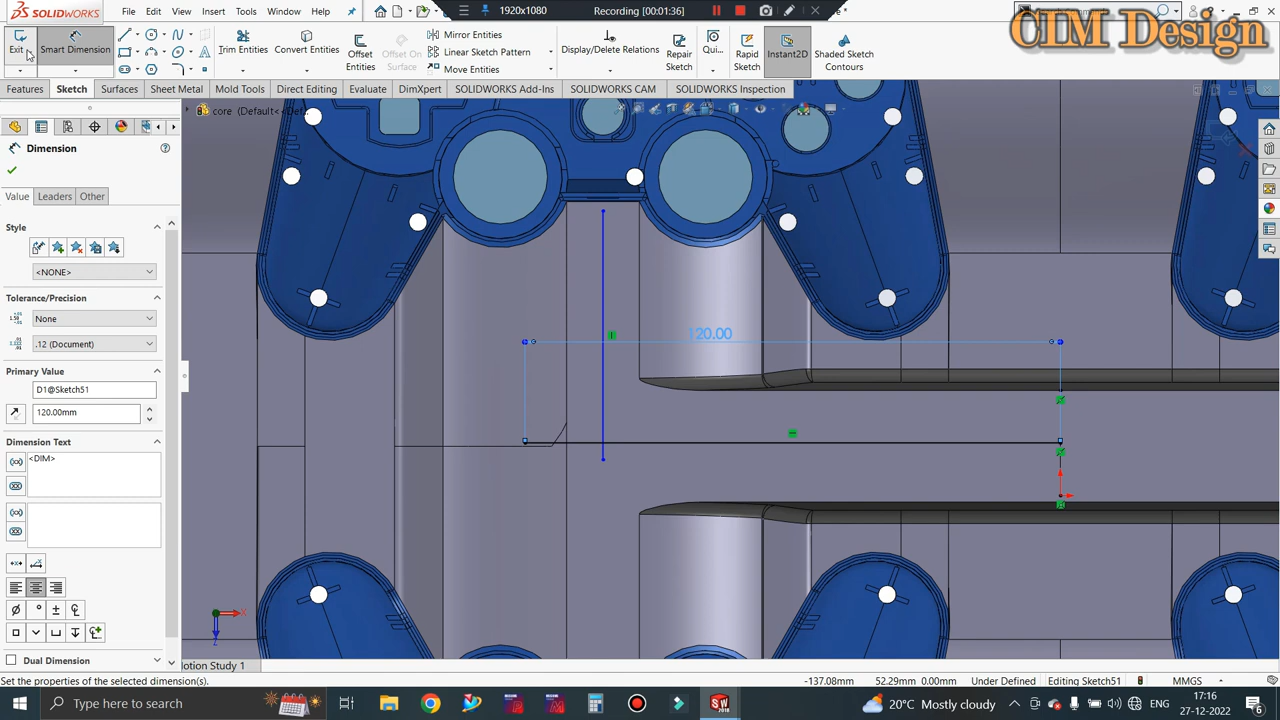 SOLIDWORKS File Edit View Insert Tools Window 1920x1080 Recording [00:01:36]
CIM Design
Exit Smart Dimension Trim Entities Convert Entities Offset Entities Offset On Surface Mirror Entities Linear Sketch Pattern Move Entities Display/Delete Relations Repair Sketch Qui... Rapid Sketch Instant2D Shaded Sketch Contours
Features Sketch Surfaces Sheet Metal Mold Tools Direct Editing Evaluate DimXpert SOLIDWORKS Add-Ins SOLIDWORKS CAM SOLIDWORKS Inspection
core (Default<<Def...
Dimension
Value Leaders Other
Style
<NONE>
Tolerance/Precision
None
.12 (Document)
Primary Value
D1@Sketch51
120.00mm
Dimension Text
<DIM>
Dual Dimension
120.00
X
Z
otion Study 1
Set the properties of the selected dimension(s). -137.08mm 52.29mm 0.00mm Under Defined Editing Sketch51 MMGS
Type here to search 20°C Mostly cloudy ENG 17:16
27-12-2022
6